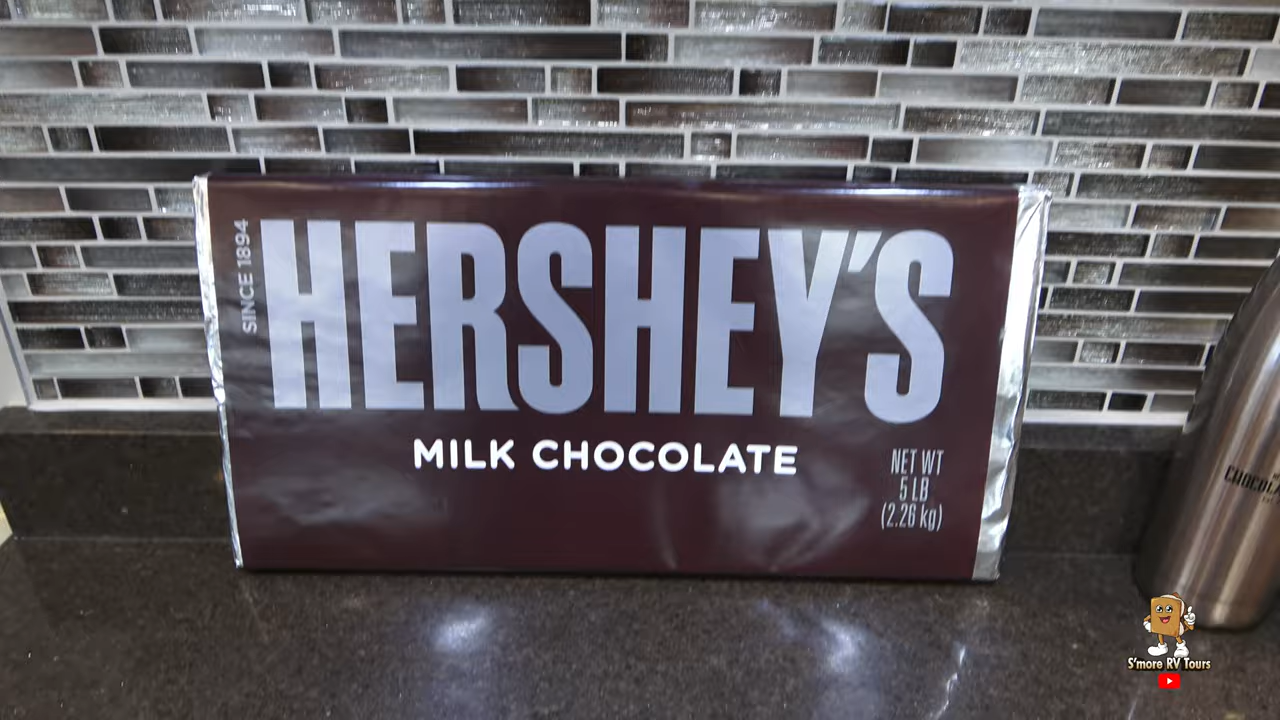 SINCE 1894
HERSHEY'S
MILK CHOCOLATE
NET WT
5 LB
(2.26 kg)
S'more RV Tours